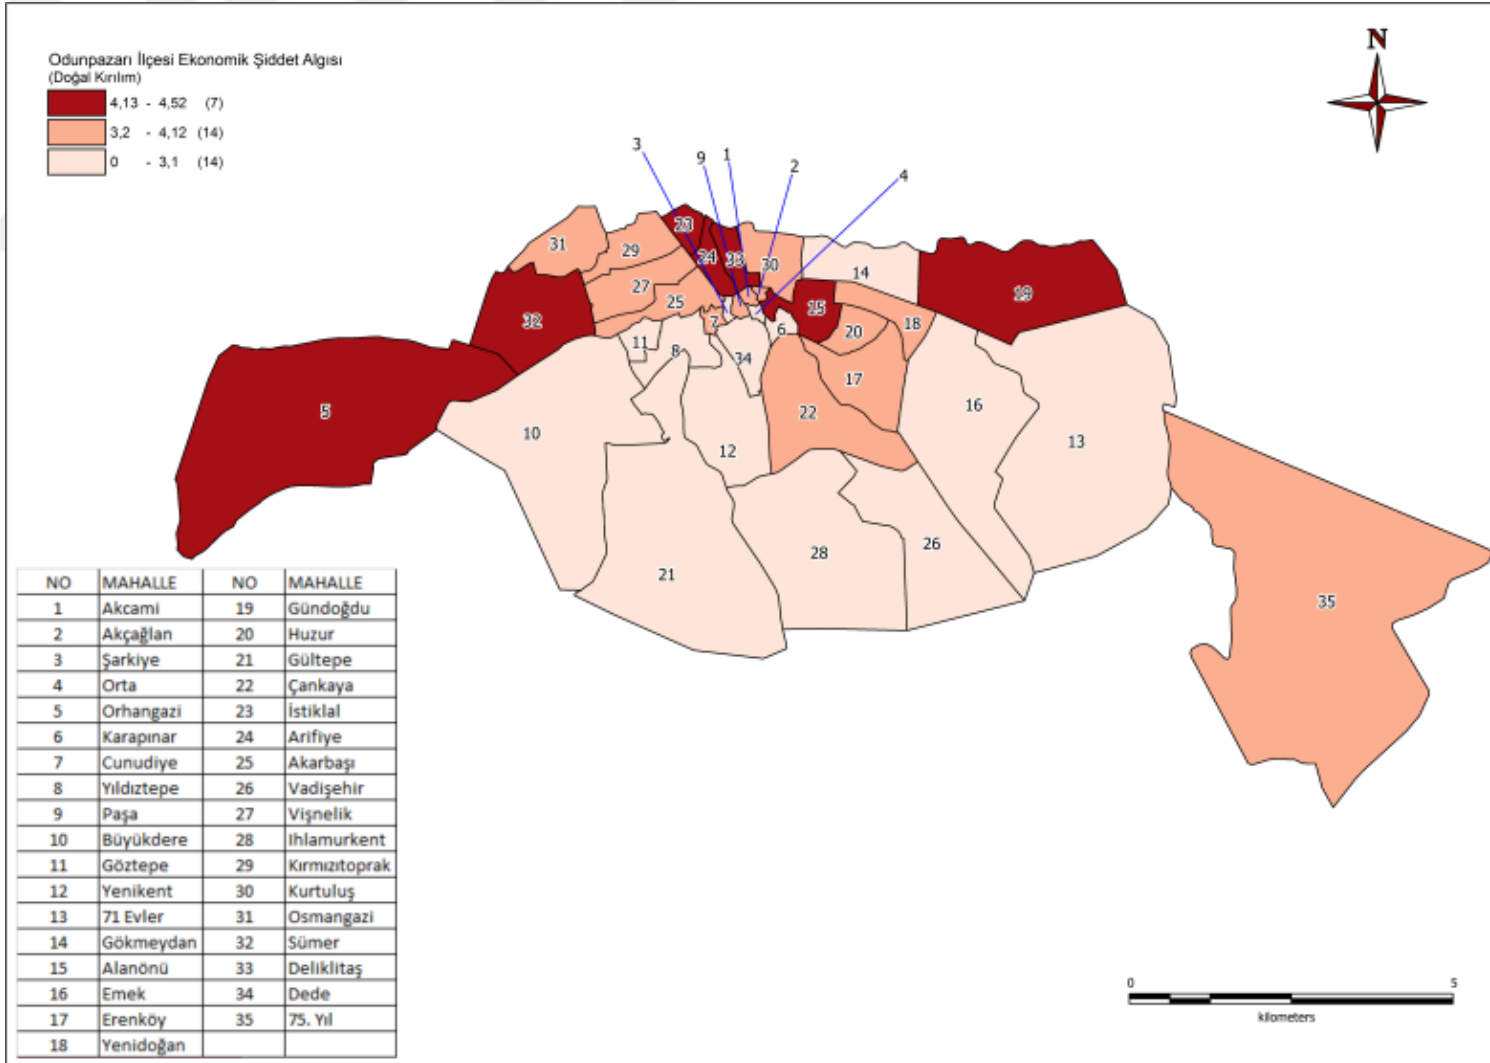 Odunpazarı İlçesi Ekonomik Şiddet Algısı
(Doğal Kırılım)
4,13 - 4,52 (7)
3,2 - 4,12 (14)
0 - 3,1 (14)
N
3
9
1
2
4
23
31
29
24
33
30
14
27
25
19
32
15
7
18
6
20
11
8
34
17
5
22
16
10
13
12
28
26
21
35
NO MAHALLE NO MAHALLE
1 Akcami 19 Gündoğdu
2 Akçağlan 20 Huzur
3 Şarkiye 21 Gültepe
4 Orta 22 Çankaya
5 Orhangazi 23 İstiklal
6 Karapınar 24 Arifiye
7 Cunudiye 25 Akarbaşı
8 Yıldıztepe 26 Vadişehir
9 Paşa 27 Vişnelik
10 Büyükdere 28 Ihlamurkent
11 Göztepe 29 Kırmızıtoprak
12 Yenikent 30 Kurtuluş
13 71 Evler 31 Osmangazi
14 Gökmeydan 32 Sümer
15 Alanönü 33 Deliklitaş
16 Emek 34 Dede
17 Erenköy 35 75. Yıl
18 Yenidoğan
0 5
kilometers